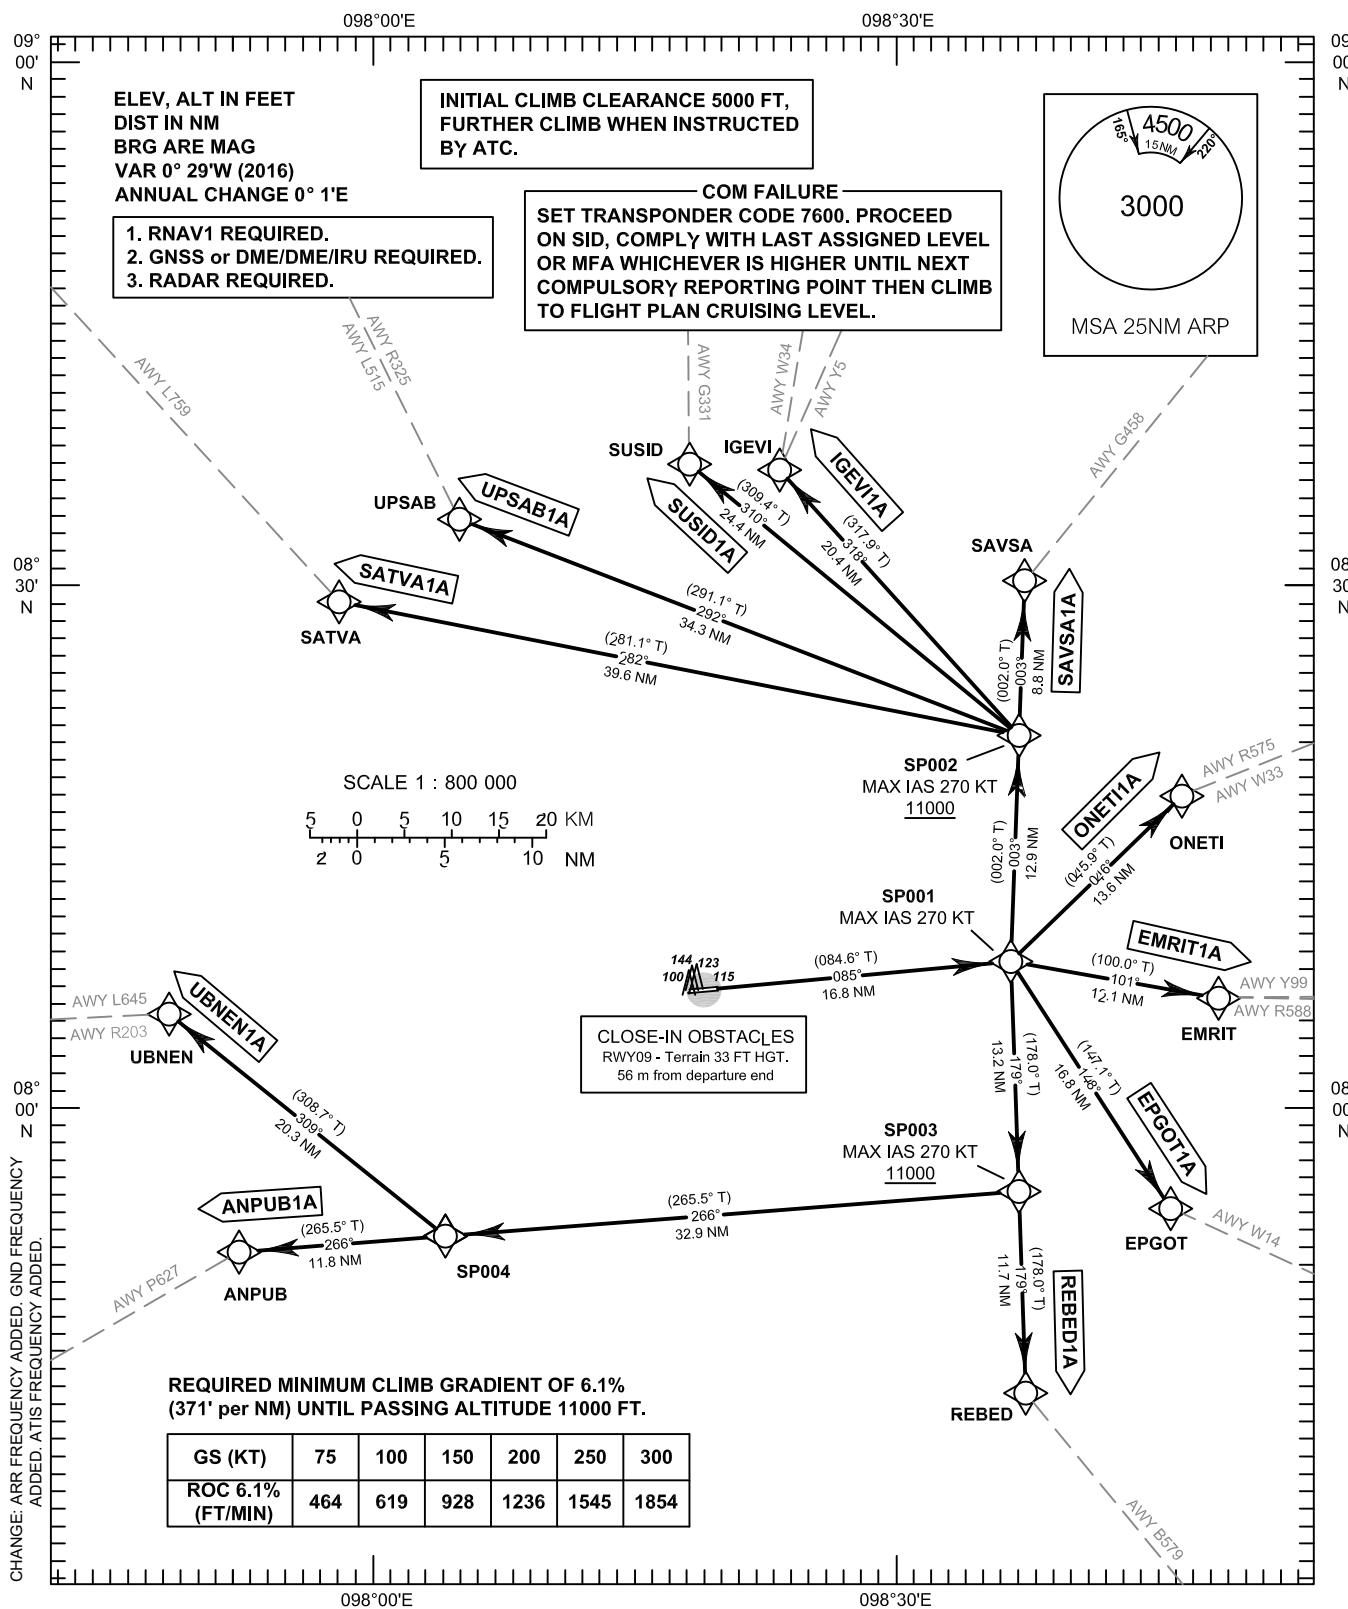 098°00'E
098°30'E
09°
00'
N
09
00
N
ELEV, ALT IN FEET
DIST IN NM
BRG ARE MAG
VAR 0° 29'W (2016)
ANNUAL CHANGE 0° 1'E
INITIAL CLIMB CLEARANCE 5000 FT,
FURTHER CLIMB WHEN INSTRUCTED
BY ATC.
165°
4500
15NM
220°
3000
MSA 25NM ARP
COM FAILURE
SET TRANSPONDER CODE 7600. PROCEED
ON SID, COMPLY WITH LAST ASSIGNED LEVEL
OR MFA WHICHEVER IS HIGHER UNTIL NEXT
COMPULSORY REPORTING POINT THEN CLIMB
TO FLIGHT PLAN CRUISING LEVEL.
1. RNAV1 REQUIRED.
2. GNSS or DME/DME/IRU REQUIRED.
3. RADAR REQUIRED.
AWY L759
AWY R325
AWY L515
AWY G331
AWY W34
AWY Y5
AWY G458
SUSID
IGEVI
UPSAB
UPSAB1A
SUSID1A
IGEVI1A
(309.4° T)
310°
24.4 NM
(317.9° T)
318°
20.4 NM
SAVSA
SAVSA1A
SATVA1A
SATVA
08°
30'
N
08
30
N
(291.1° T)
292°
34.3 NM
(281.1° T)
282°
39.6 NM
(002.0° T)
003°
8.8 NM
SP002
MAX IAS 270 KT
11000
SCALE 1 : 800 000
5 0 5 10 15 20 KM
2 0 5 10 NM
(002.0° T)
003°
12.9 NM
ONETI1A
(045.9° T)
046°
13.6 NM
AWY R575
AWY W33
ONETI
SP001
MAX IAS 270 KT
144
123
100
115
(084.6° T)
085°
16.8 NM
EMRIT1A
(100.0° T)
101°
12.1 NM
AWY Y99
AWY R588
EMRIT
CLOSE-IN OBSTACLES
RWY09 - Terrain 33 FT HGT.
56 m from departure end
AWY L645
AWY R203
UBNEN
UBNEN1A
(308.7° T)
309°
20.3 NM
(178.0° T)
179°
13.2 NM
(147.1° T)
148°
16.8 NM
EPGOT1A
EPGOT
AWY W14
08°
00'
N
08
00
N
SP003
MAX IAS 270 KT
11000
(265.5° T)
266°
32.9 NM
ANPUB1A
(265.5° T)
266°
11.8 NM
ANPUB
SP004
AWY P627
(178.0° T)
179°
11.7 NM
REBED1A
REBED
AWY B579
REQUIRED MINIMUM CLIMB GRADIENT OF 6.1%
(371' per NM) UNTIL PASSING ALTITUDE 11000 FT.
GS (KT) 75 100 150 200 250 300
ROC 6.1%
(FT/MIN) 464 619 928 1236 1545 1854
CHANGE: ARR FREQUENCY ADDED. GND FREQUENCY
ADDED. ATIS FREQUENCY ADDED.
098°00'E
098°30'E